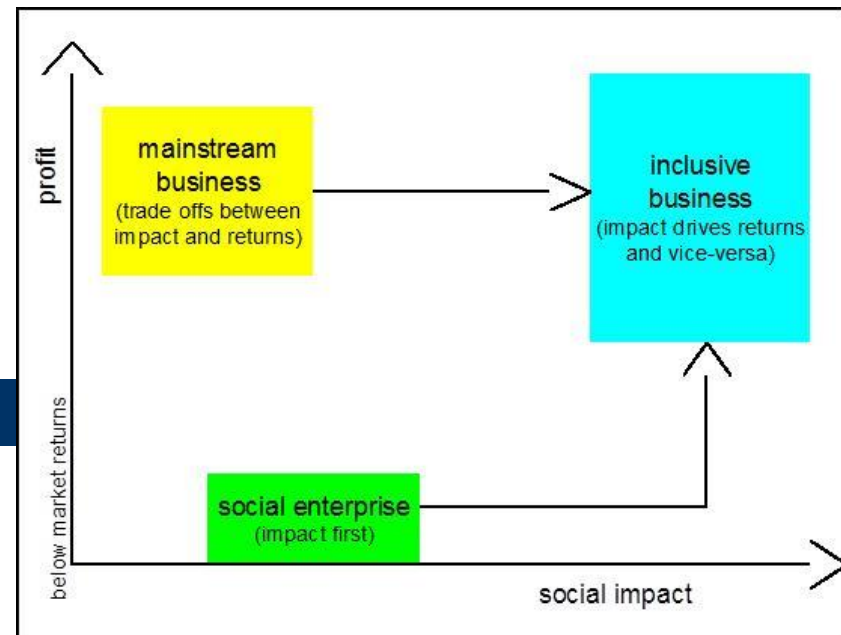 profit
below market returns
mainstream
business
(trade offs between
impact and returns)
inclusive
business
(impact drives returns
and vice-versa)
social enterprise
(impact first)
social impact